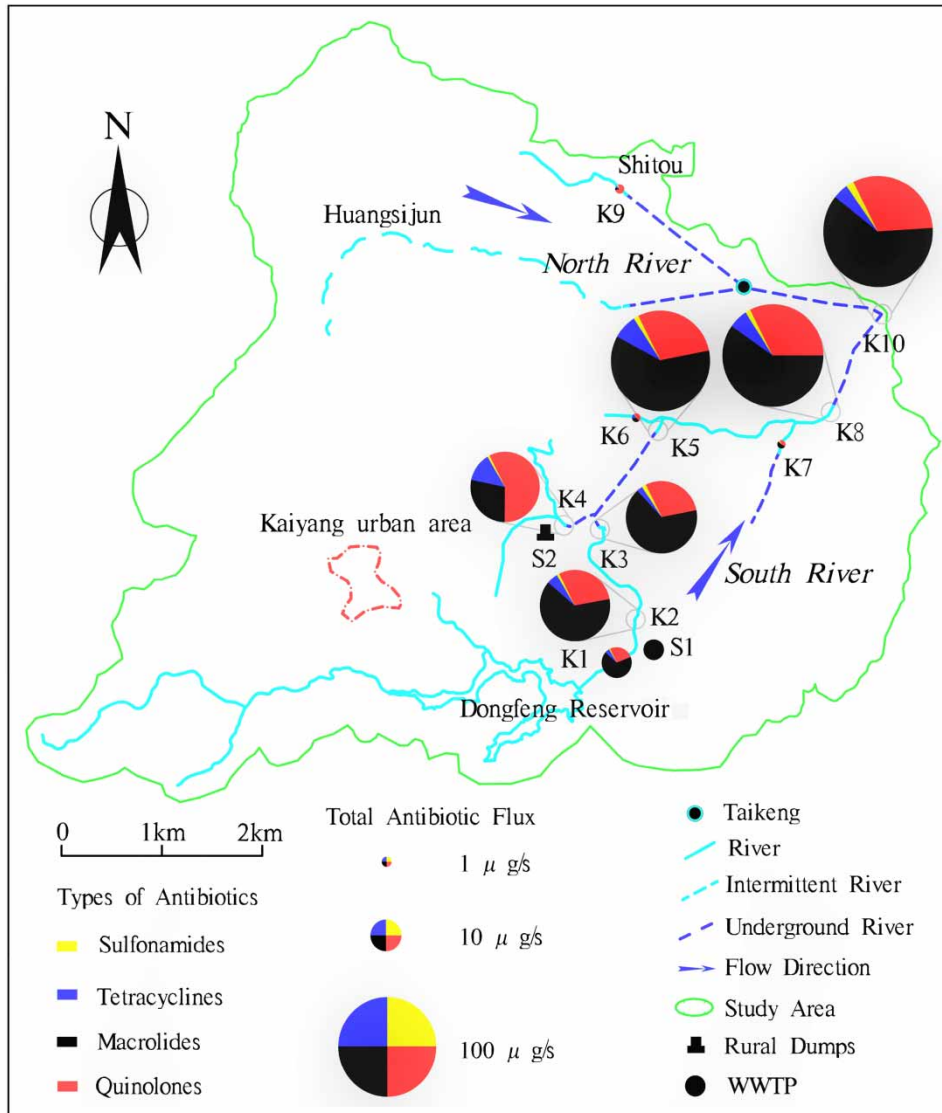 N
Shitou
K9
Huangsijun
North River
K10
K6
K5
K8
K7
K4
Kaiyang urban area
S2
K3
South River
K2
K1
S1
Dongfeng Reservoir
0 1km 2km
Types of Antibiotics
Sulfonamides
Tetracyclines
Macrolides
Quinolones
Total Antibiotic Flux
1 μ g/s
10 μ g/s
100 μ g/s
Taikeng
River
Intermittent River
Underground River
Flow Direction
Study Area
Rural Dumps
WWTP